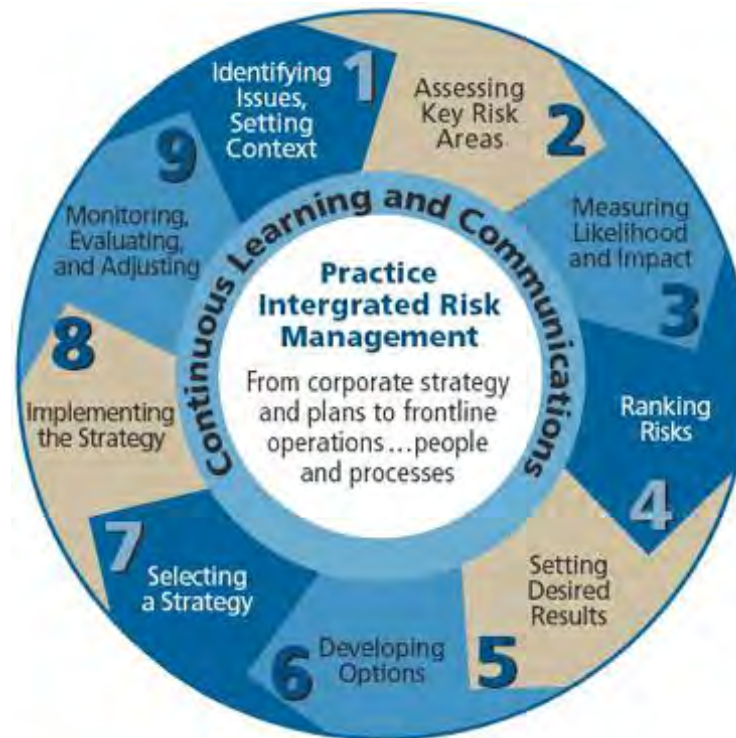 1
Identifying
Issues,
Setting
Context
2
Assessing
Key Risk
Areas
3
Measuring
Likelihood
and Impact
4
Ranking
Risks
5
Setting
Desired
Results
6
Developing
Options
7
Selecting
a Strategy
8
Implementing
the Strategy
9
Monitoring,
Evaluating,
and Adjusting
Continuous Learning and Communications
Practice
Intergrated Risk
Management
From corporate strategy
and plans to frontline
operations...people
and processes